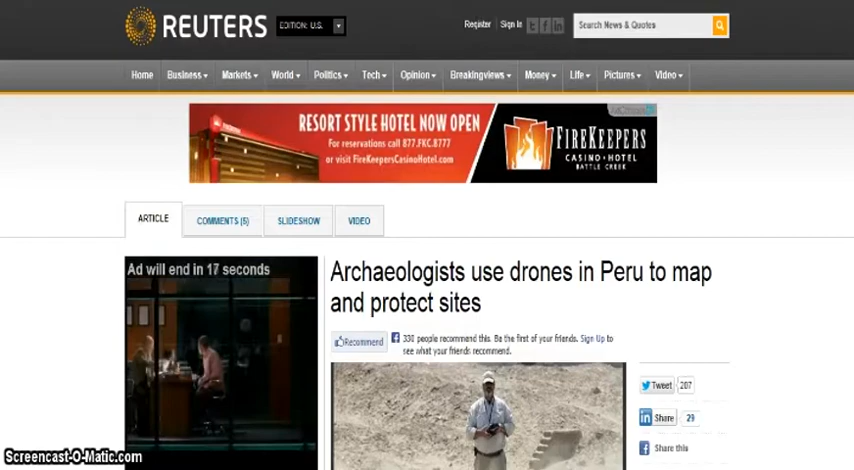 REUTERS
EDITION: U.S.
Register Sign In
Search News & Quotes
Home Business Markets World Politics Tech Opinion Breakingviews Money Life Pictures Video
RESORT STYLE HOTEL NOW OPEN
For reservations call 877.FKC.8777
or visit FireKeepersCasinoHotel.com
FIREKEEPERS
CASINO • HOTEL
BATTLE CREEK
ARTICLE COMMENTS (5) SLIDESHOW VIDEO
Ad will end in 17 seconds
Archaeologists use drones in Peru to map
and protect sites
Recommend
330 people recommend this. Be the first of your friends. Sign Up to
see what your friends recommend.
Tweet 207
Share 29
Share this
Screencast-O-Matic.com